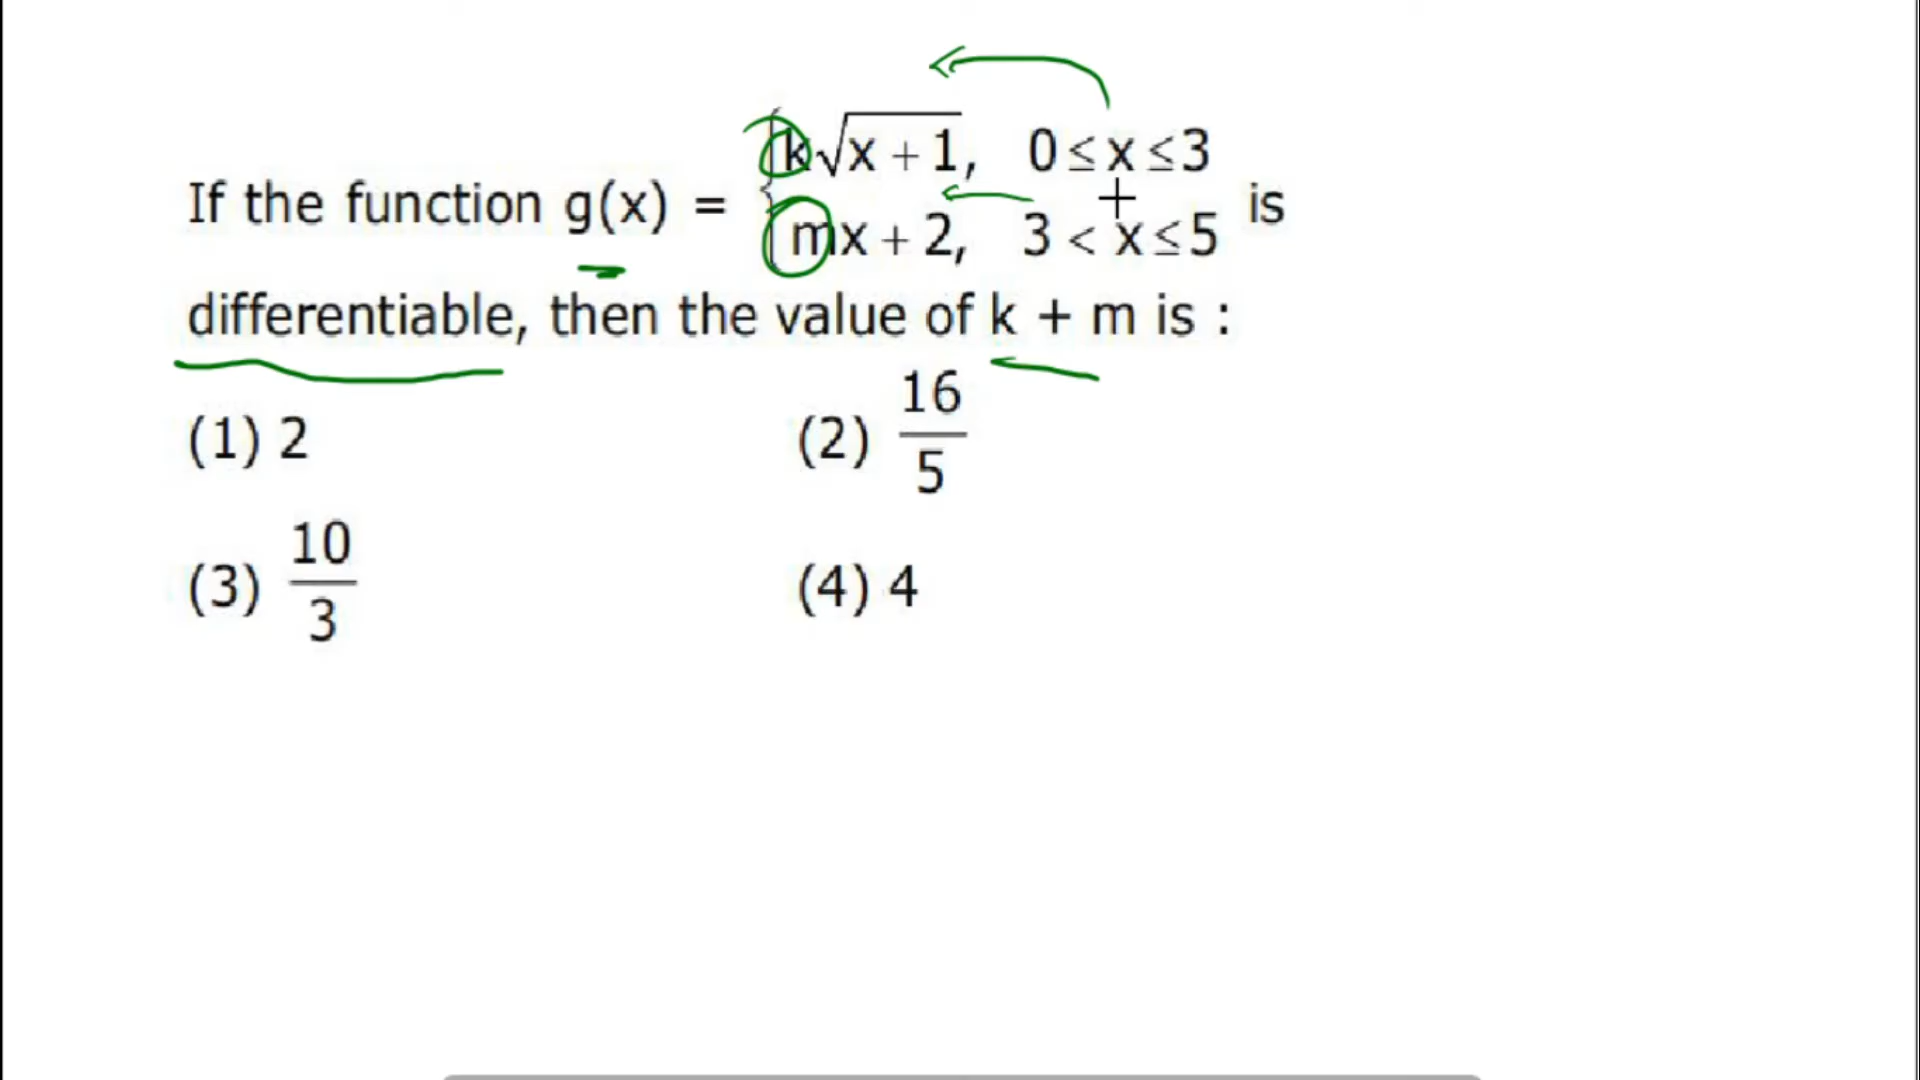 k√x + 1, 0 ≤ x ≤ 3
If the function g(x) = { is
mx + 2, 3 < x ≤ 5
differentiable, then the value of k + m is :
(1) 2 (2) 16/5
(3) 10/3 (4) 4